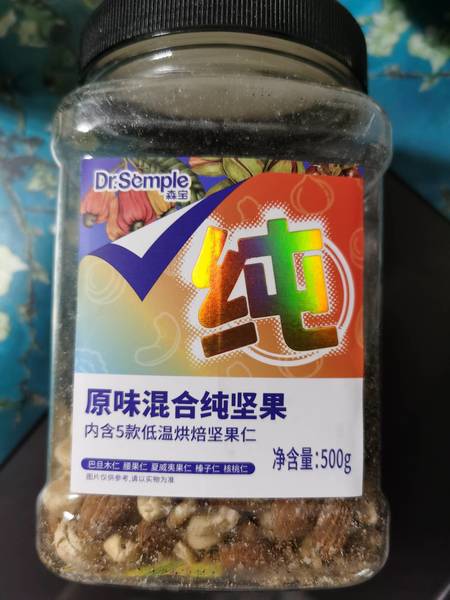 Dr.Semple
森宝
纯
原味混合纯坚果
内含5款低温烘焙坚果仁
净含量:500g
巴旦木仁 腰果仁 夏威夷果仁 榛子仁 核桃仁
图片仅供参考,请以实物为准